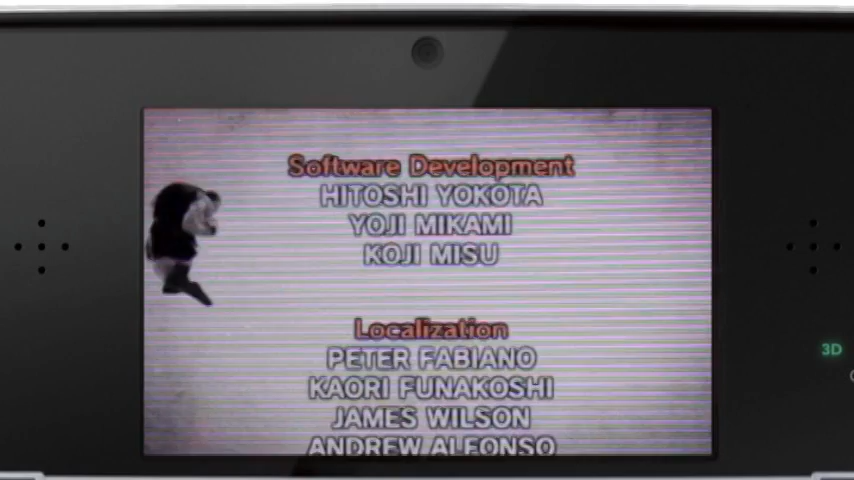 Software Development
HITOSHI YOKOTA
YOJI MIKAMI
KOJI MISU
Localization
PETER FABIANO
KAORI FUNAKOSHI
JAMES WILSON
ANDREW ALFONSO
3D